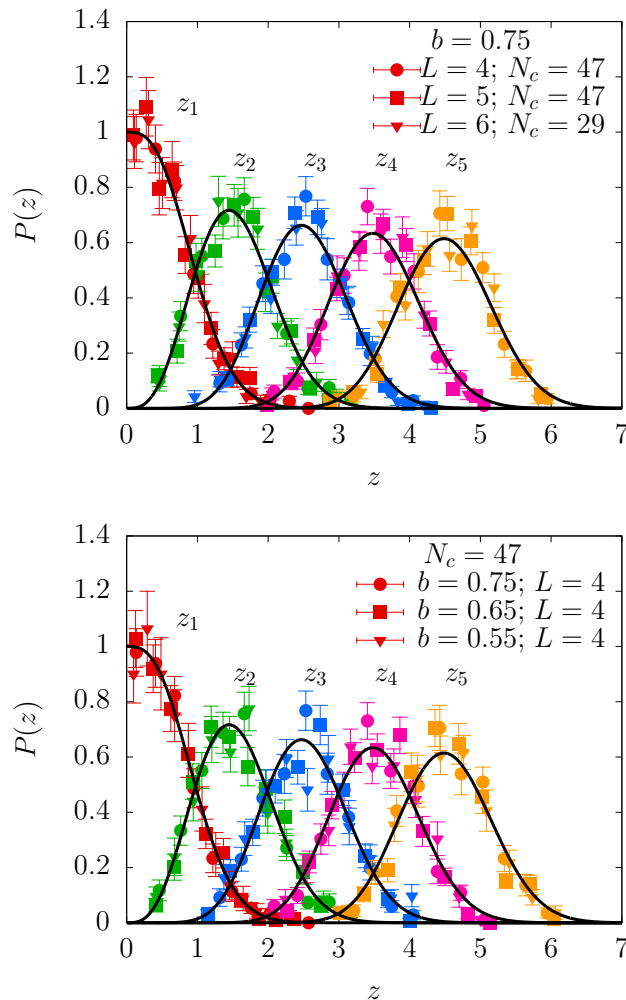 b = 0.75
L = 4; N_c = 47
L = 5; N_c = 47
L = 6; N_c = 29
z_1
z_2 z_3 z_4 z_5
P(z)
1.4
1.2
1
0.8
0.6
0.4
0.2
0
0 1 2 3 4 5 6 7
z
N_c = 47
b = 0.75; L = 4
b = 0.65; L = 4
b = 0.55; L = 4
z_1
z_2 z_3 z_4 z_5
P(z)
1.4
1.2
1
0.8
0.6
0.4
0.2
0
0 1 2 3 4 5 6 7
z